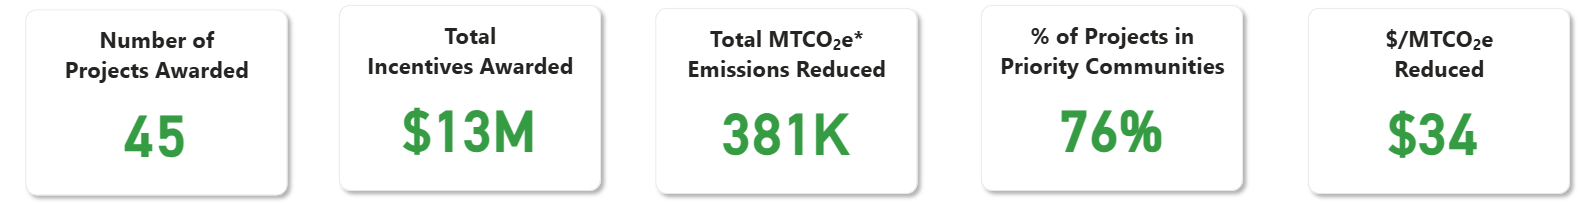 Number of
Projects Awarded
45
Total
Incentives Awarded
$13M
Total MTCO₂e*
Emissions Reduced
381K
% of Projects in
Priority Communities
76%
$/MTCO₂e
Reduced
$34